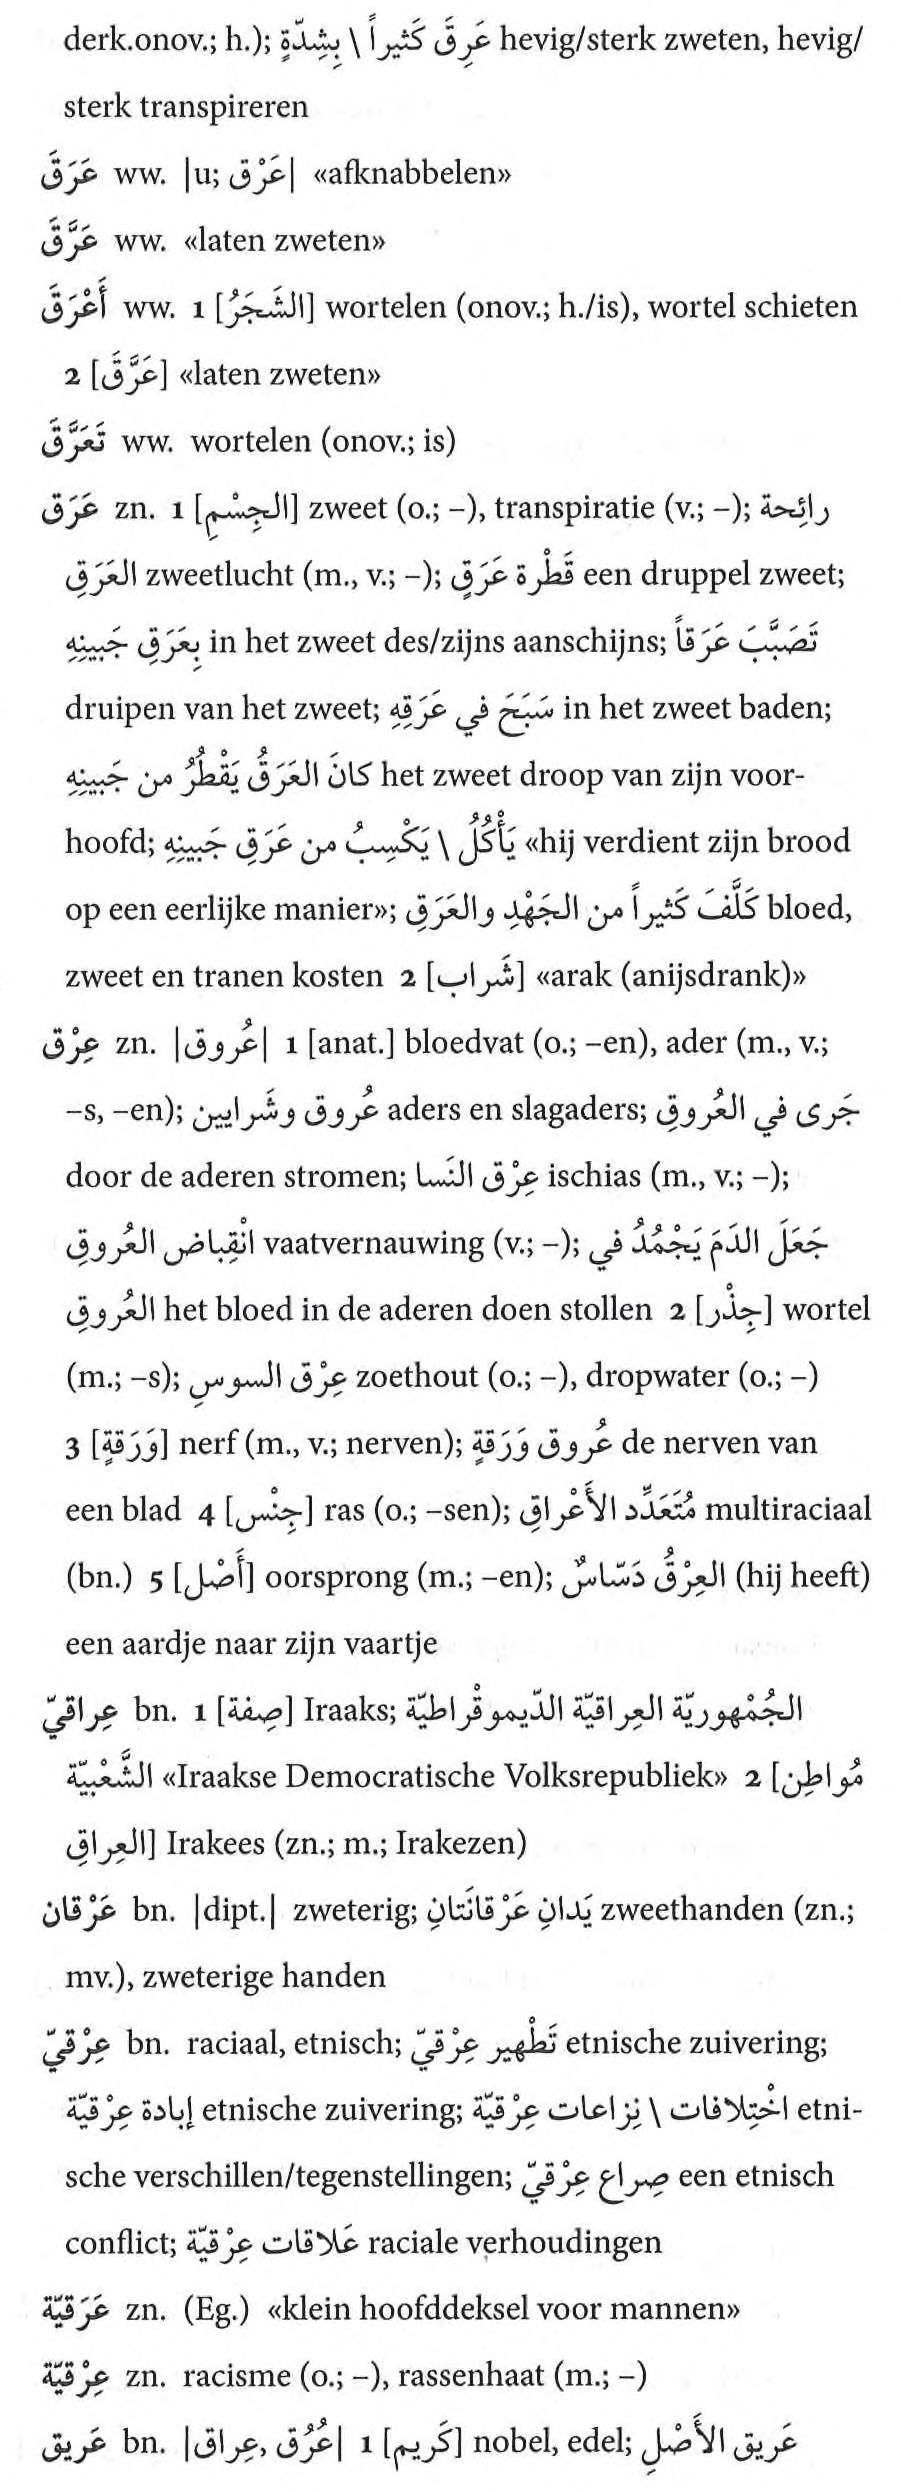 derk.onov.; h.); عَرِقَ كَثيراً \ بِشِدّةٍ hevig/sterk zweten, hevig/
sterk transpireren
عَرَقَ ww. |u; عَرْق| «afknabbelen»
عَرَّقَ ww. «laten zweten»
أَعْرَقَ ww. 1 [الشَجَرُ] wortelen (onov.; h./is), wortel schieten
2 [عَرَّقَ] «laten zweten»
تَعَرَّقَ ww. wortelen (onov.; is)
عَرَق zn. 1 [الجِسْمِ] zweet (o.; –), transpiratie (v.; –); رائِحة
العَرَقِ zweetlucht (m., v.; –); قَطْرة عَرَقٍ een druppel zweet;
بِعَرَقِ جَبينِهِ in het zweet des/zijns aanschijns; تَصَبَّبَ عَرَقاً
druipen van het zweet; سَبَحَ في عَرَقِهِ in het zweet baden;
كانَ العَرَقُ يَقْطُرُ من جَبينِهِ het zweet droop van zijn voor-
hoofd; يَأْكُلُ \ يَكْسِبُ من عَرَقِ جَبينِهِ «hij verdient zijn brood
op een eerlijke manier»; كَلَّفَ كَثيراً من الجَهْدِ والعَرَقِ bloed,
zweet en tranen kosten 2 [شَراب] «arak (anijsdrank)»
عِرْق zn. |عُروق| 1 [anat.] bloedvat (o.; –en), ader (m., v.;
–s, –en); عُروق وشَرايين aders en slagaders; جَرى في العُروقِ
door de aderen stromen; عِرْق النَسا ischias (m., v.; –);
انْقِباض العُروقِ vaatvernauwing (v.; –); جَعَلَ الدَمَ يَجْمُدُ في
العُروقِ het bloed in de aderen doen stollen 2 [جِذْر] wortel
(m.; –s); عِرْق السوسِ zoethout (o.; –), dropwater (o.; –)
3 [وَرَقةٍ] nerf (m., v.; nerven); عُروق وَرَقةٍ de nerven van
een blad 4 [جِنْس] ras (o.; –sen); مُتَعَدِّد الأَعْراقِ multiraciaal
(bn.) 5 [أَصْل] oorsprong (m.; –en); العِرْقُ دَسّاسٌ (hij heeft)
een aardje naar zijn vaartje
عِراقيّ bn. 1 [صِفة] Iraaks; الجُمْهوريّة العِراقيّة الدّيموقْراطيّة
الشَّعْبيّة «Iraakse Democratische Volksrepubliek» 2 [مُواطِن
العِراقِ] Irakees (zn.; m.; Irakezen)
عَرْقان bn. |dipt.| zweterig; يَدانِ عَرْقانَتانِ zweethanden (zn.;
mv.), zweterige handen
عِرْقيّ bn. raciaal, etnisch; تَطْهير عِرْقيّ etnische zuivering;
إبادة عِرْقيّة etnische zuivering; اخْتِلافات \ نِزاعات عِرْقيّة etni-
sche verschillen/tegenstellingen; صِراع عِرْقيّ een etnisch
conflict; عَلاقات عِرْقيّة raciale verhoudingen
عَرَقيّة zn. (Eg.) «klein hoofddeksel voor mannen»
عِرْقيّة zn. racisme (o.; –), rassenhaat (m.; –)
عَريق bn. |عُرُق, عِراق| 1 [كَريم] nobel, edel; عَريق الأَصْلِ